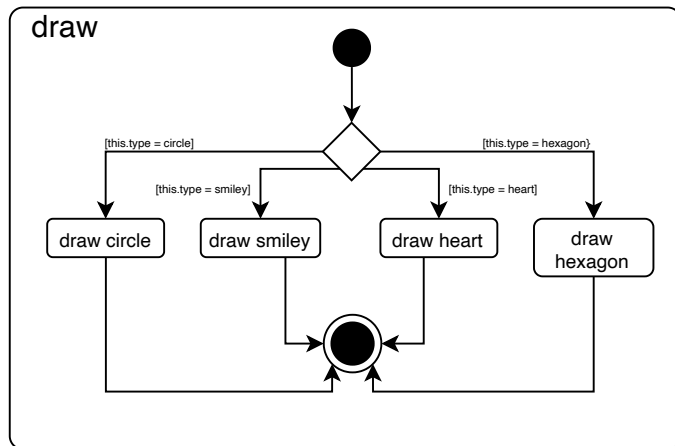 draw
[this.type = circle]
[this.type = hexagon}
[this.type = smiley]
[this.type = heart]
draw circle
draw smiley
draw heart
draw
hexagon